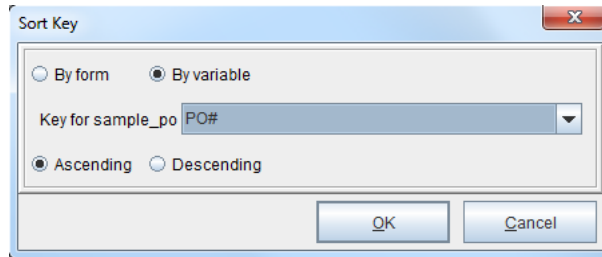 Sort Key
By form By variable
Key for sample_po PO#
Ascending Descending
OK Cancel